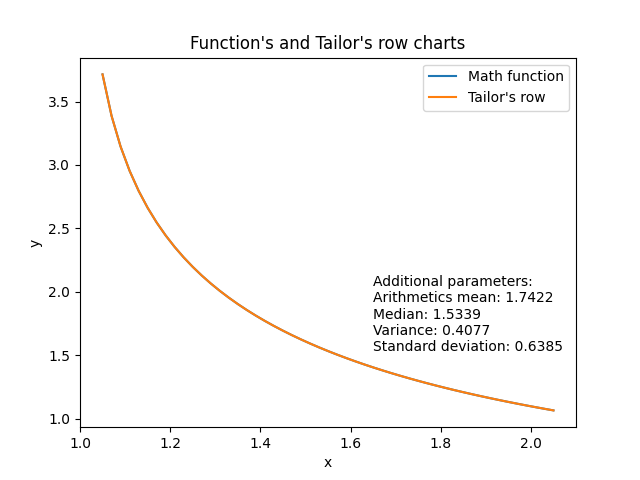 Function's and Tailor's row charts
Math function
Tailor's row
3.5
3.0
2.5
2.0
1.5
1.0
y
Additional parameters:
Arithmetics mean: 1.7422
Median: 1.5339
Variance: 0.4077
Standard deviation: 0.6385
1.0 1.2 1.4 1.6 1.8 2.0
x